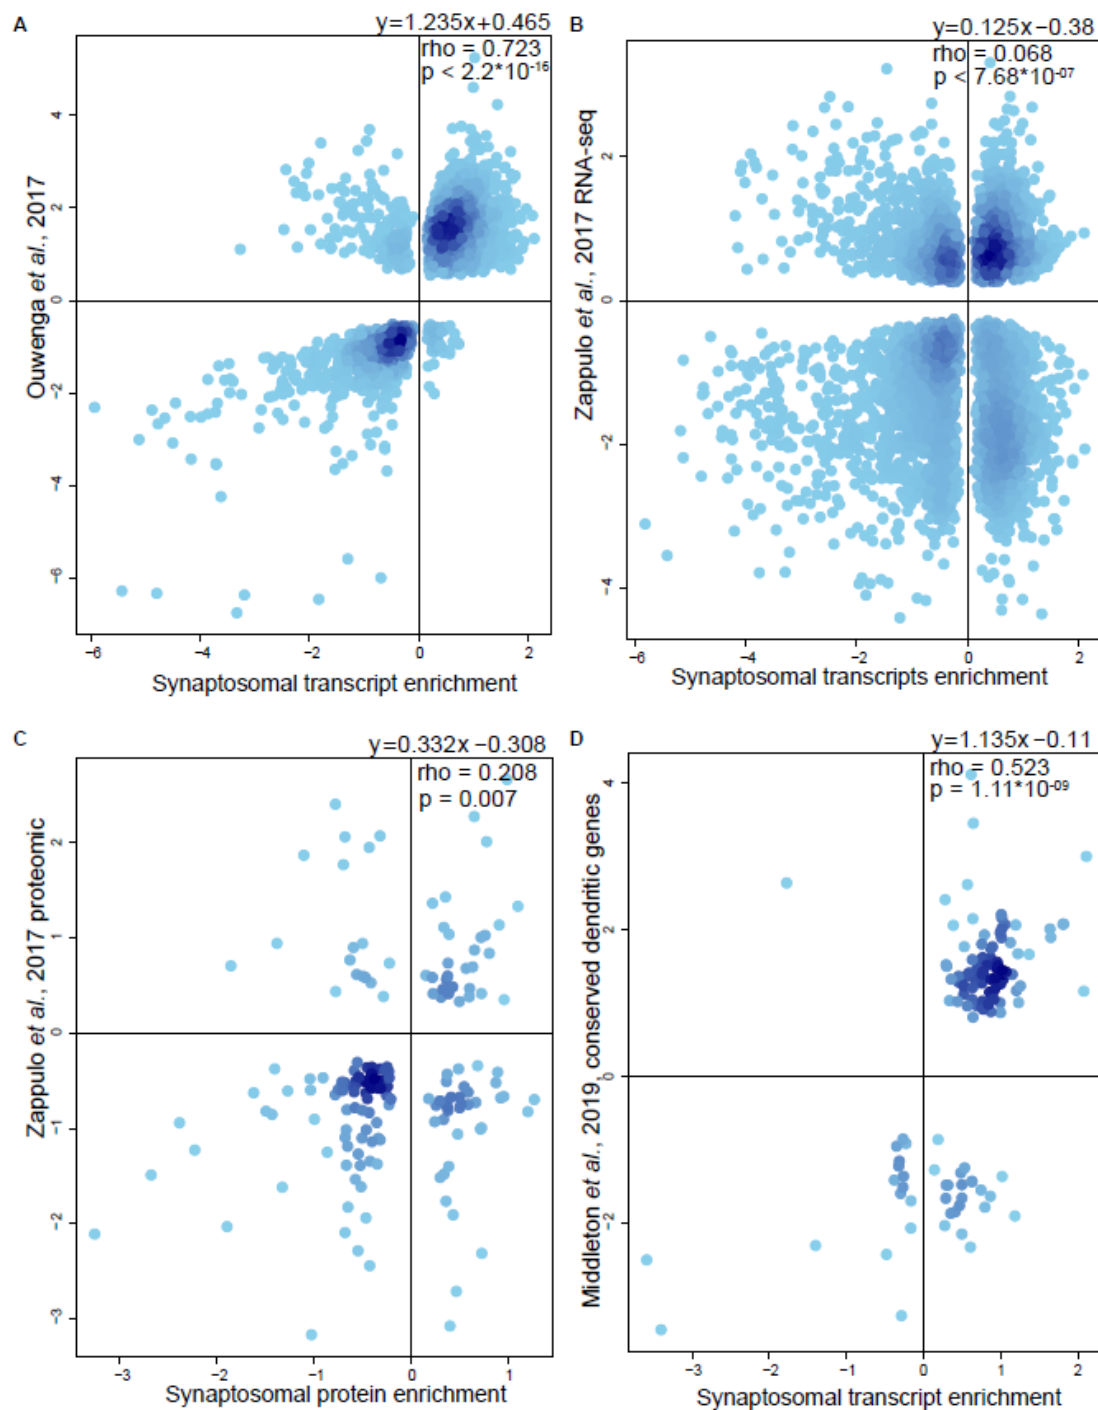 A
y=1.235x+0.465
rho = 0.723
p < 2.2*10-16
Ouwenga et al., 2017
4
2
0
−2
−4
−6
−6
−4
−2
0
2
Synaptosomal transcript enrichment
B
y=0.125x−0.38
rho = 0.068
p < 7.68*10-07
Zappulo et al., 2017 RNA-seq
2
0
−2
−4
−6
−4
−2
0
2
Synaptosomal transcripts enrichment
C
y=0.332x−0.308
rho = 0.208
p = 0.007
Zappulo et al., 2017 proteomic
2
1
0
−1
−2
−3
−3
−2
−1
0
1
Synaptosomal protein enrichment
D
y=1.135x−0.11
rho = 0.523
p = 1.11*10-09
Middleton et al., 2019, conserved dendritic genes
4
2
0
−2
−3
−2
−1
0
1
2
Synaptosomal transcript enrichment